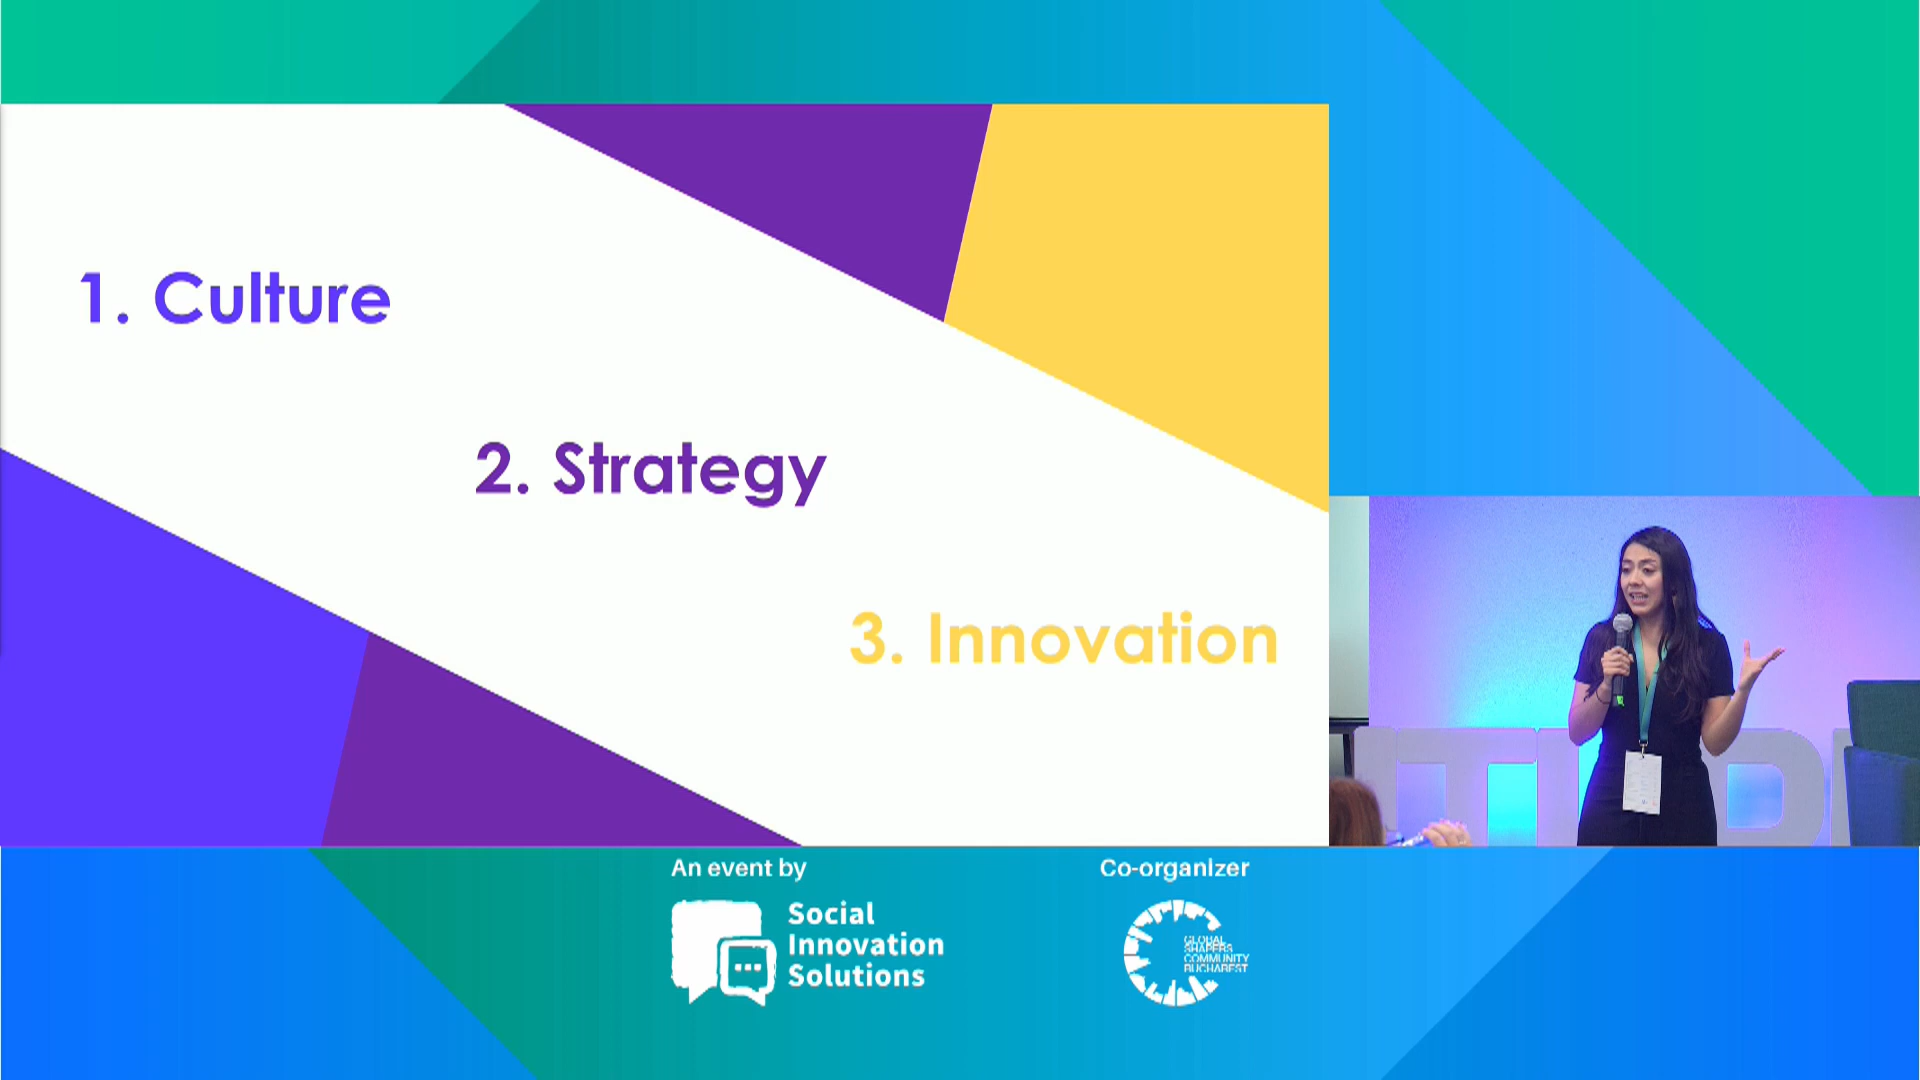 1. Culture
2. Strategy
3. Innovation
An event by
Social
Innovation
Solutions
Co-organizer
GLOBAL
SHAPERS
COMMUNITY
BUCHAREST